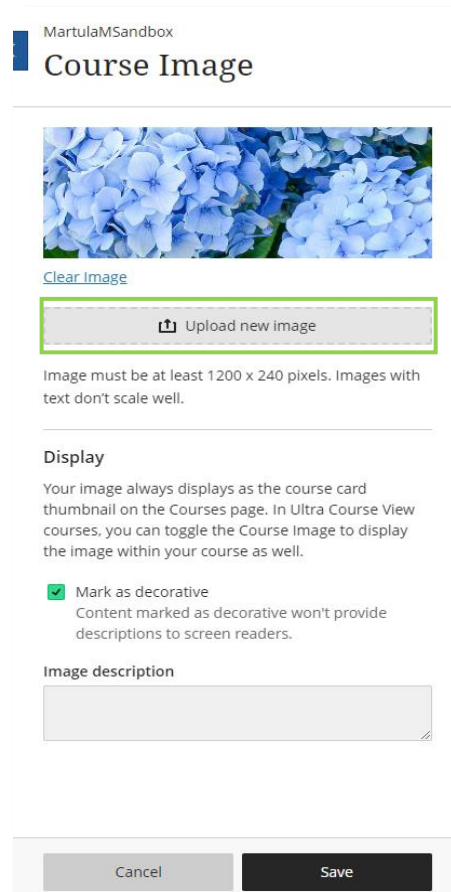 MartulaMSandbox
Course Image
Clear Image
Upload new image
Image must be at least 1200 x 240 pixels. Images with
text don’t scale well.
Display
Your image always displays as the course card
thumbnail on the Courses page. In Ultra Course View
courses, you can toggle the Course Image to display
the image within your course as well.
Mark as decorative
Content marked as decorative won't provide
descriptions to screen readers.
Image description
Cancel
Save